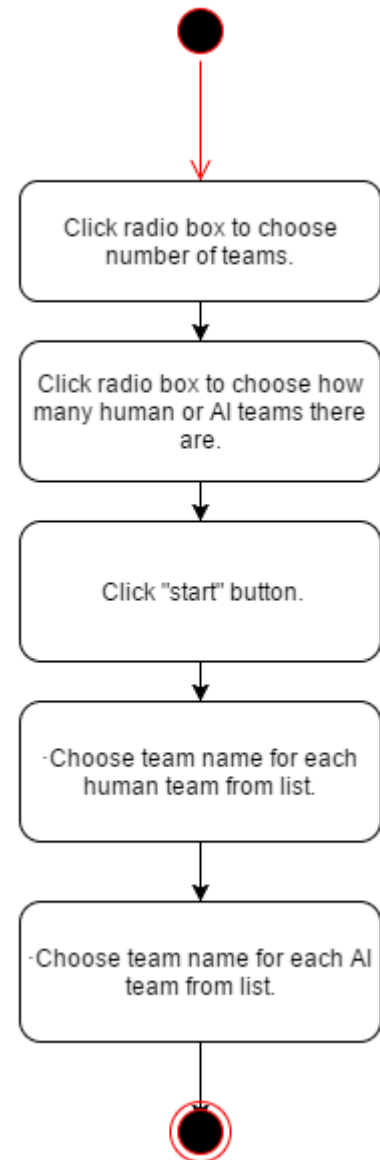 Click radio box to choose
number of teams.
Click radio box to choose how
many human or AI teams there
are.
Click "start" button.
·Choose team name for each
human team from list.
·Choose team name for each AI
team from list.